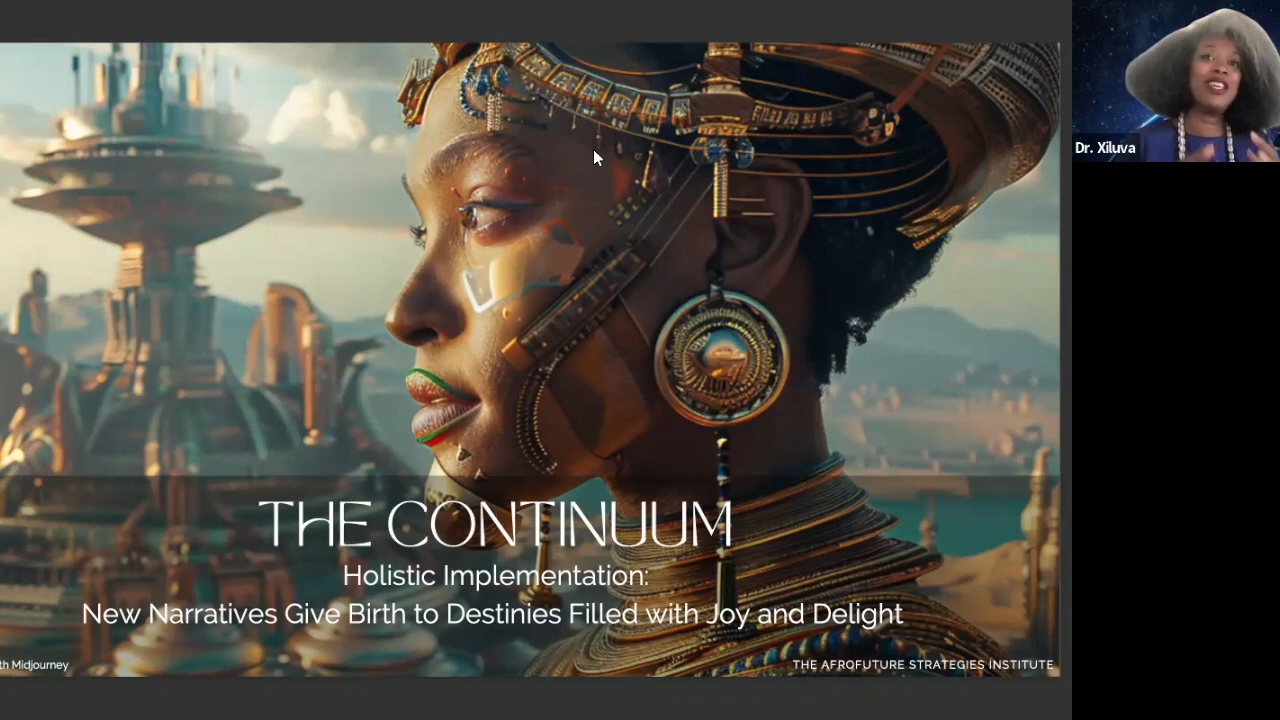 THE CONTINUUM
Holistic Implementation:
New Narratives Give Birth to Destinies Filled with Joy and Delight
Midjourney
THE AFROFUTURE STRATEGIES INSTITUTE
Dr. Xiluva